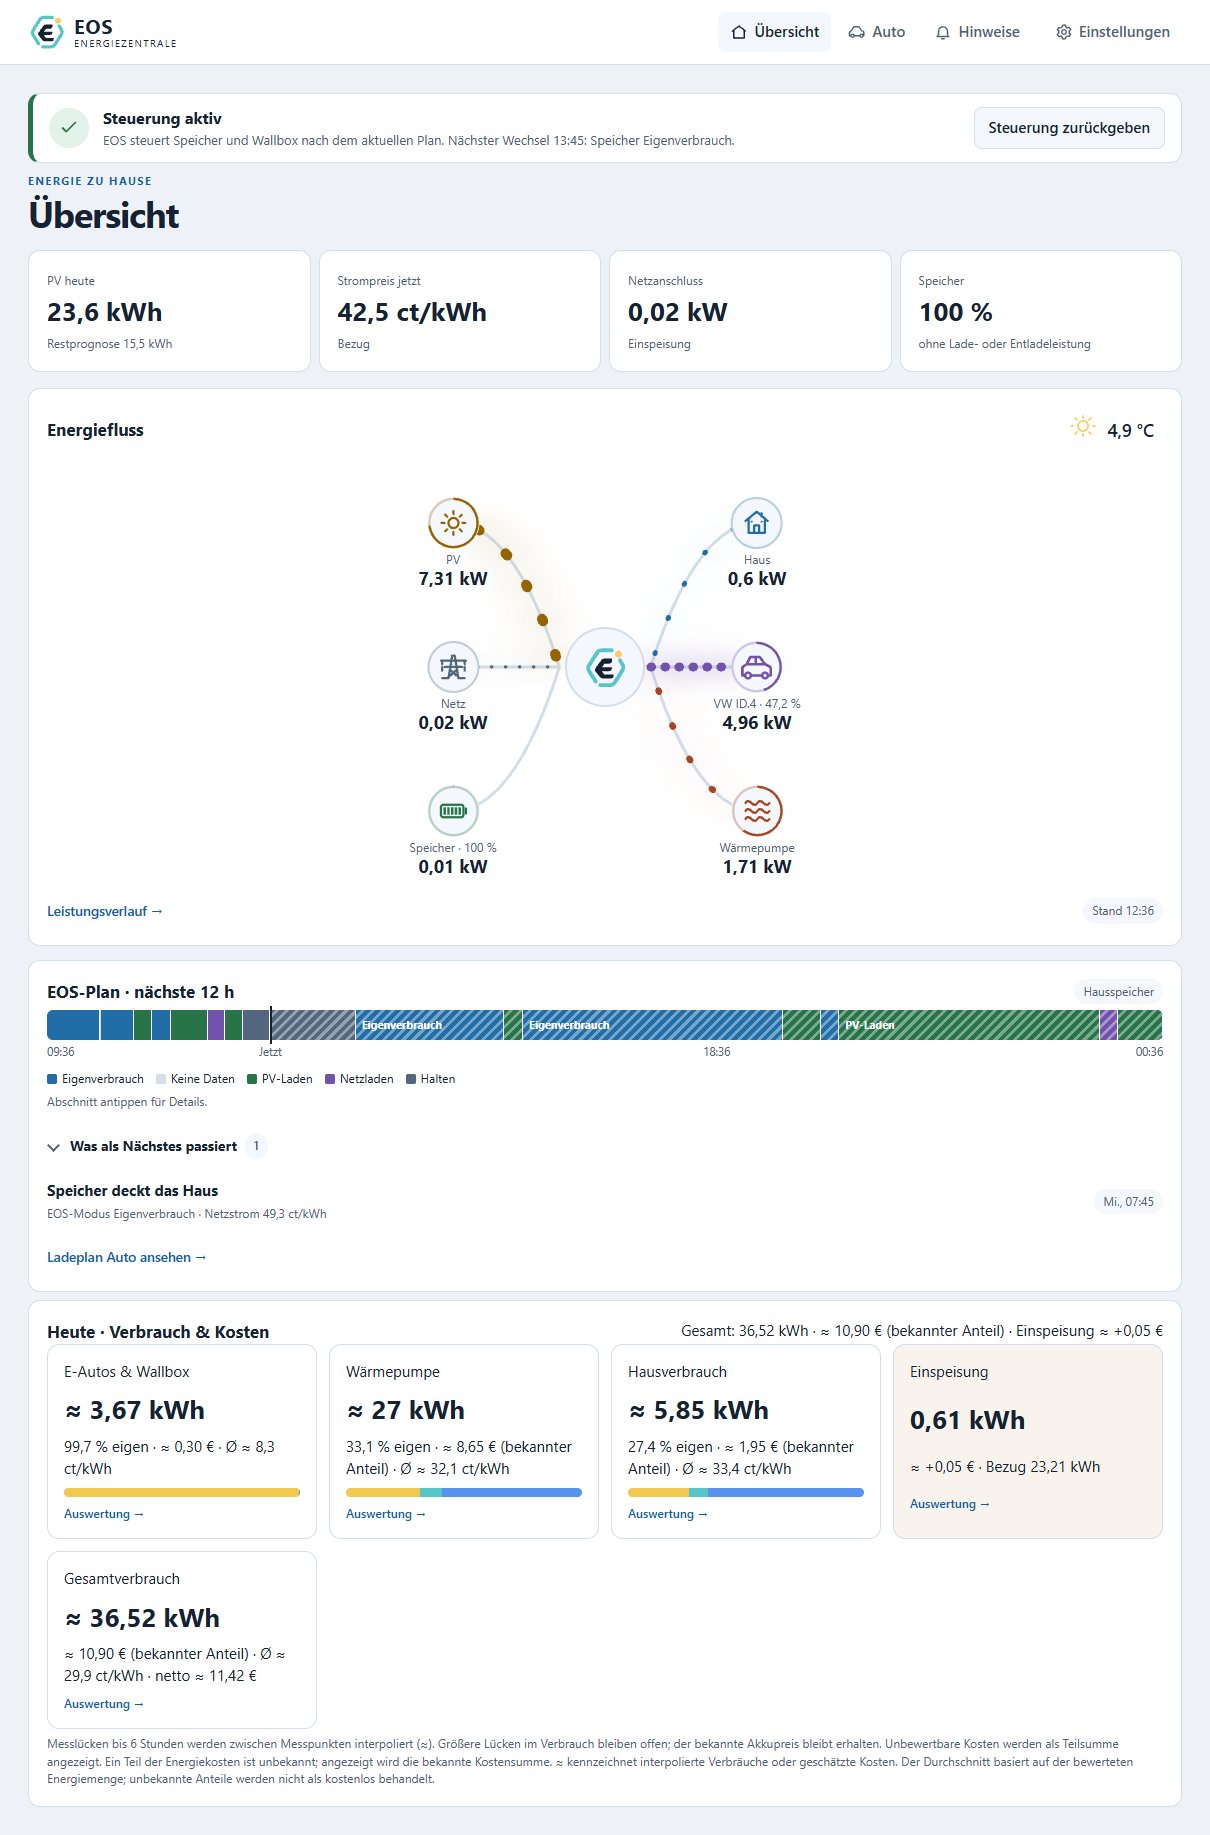 EOS
ENERGIEZENTRALE
Übersicht
Auto
Hinweise
Einstellungen
Steuerung aktiv
EOS steuert Speicher und Wallbox nach dem aktuellen Plan. Nächster Wechsel 13:45: Speicher Eigenverbrauch.
Steuerung zurückgeben
ENERGIE ZU HAUSE
Übersicht
PV heute
23,6 kWh
Restprognose 15,5 kWh
Strompreis jetzt
42,5 ct/kWh
Bezug
Netzanschluss
0,02 kW
Einspeisung
Speicher
100 %
ohne Lade- oder Entladeleistung
Energiefluss
4,9 °C
PV
7,31 kW
Haus
0,6 kW
Netz
0,02 kW
VW ID.4 · 47,2 %
4,96 kW
Speicher · 100 %
0,01 kW
Wärmepumpe
1,71 kW
Leistungsverlauf →
Stand 12:36
EOS-Plan · nächste 12 h
Hausspeicher
Eigenverbrauch
Eigenverbrauch
PV-Laden
09:36
Jetzt
18:36
00:36
Eigenverbrauch
Keine Daten
PV-Laden
Netzladen
Halten
Abschnitt antippen für Details.
Was als Nächstes passiert 1
Speicher deckt das Haus
EOS-Modus Eigenverbrauch · Netzstrom 49,3 ct/kWh
Mi., 07:45
Ladeplan Auto ansehen →
Heute · Verbrauch & Kosten
Gesamt: 36,52 kWh · ≈ 10,90 € (bekannter Anteil) · Einspeisung ≈ +0,05 €
E-Autos & Wallbox
≈ 3,67 kWh
99,7 % eigen · ≈ 0,30 € · Ø ≈ 8,3
ct/kWh
Auswertung →
Wärmepumpe
≈ 27 kWh
33,1 % eigen · ≈ 8,65 € (bekannter
Anteil) · Ø ≈ 32,1 ct/kWh
Auswertung →
Hausverbrauch
≈ 5,85 kWh
27,4 % eigen · ≈ 1,95 € (bekannter
Anteil) · Ø ≈ 33,4 ct/kWh
Auswertung →
Einspeisung
0,61 kWh
≈ +0,05 € · Bezug 23,21 kWh
Auswertung →
Gesamtverbrauch
≈ 36,52 kWh
≈ 10,90 € (bekannter Anteil) · Ø ≈
29,9 ct/kWh · netto ≈ 11,42 €
Auswertung →
Messlücken bis 6 Stunden werden zwischen Messpunkten interpoliert (≈). Größere Lücken im Verbrauch bleiben offen; der bekannte Akkupreis bleibt erhalten. Unbewertbare Kosten werden als Teilsumme
angezeigt. Ein Teil der Energiekosten ist unbekannt; angezeigt wird die bekannte Kostensumme. ≈ kennzeichnet interpolierte Verbräuche oder geschätzte Kosten. Der Durchschnitt basiert auf der bewerteten
Energiemenge; unbekannte Anteile werden nicht als kostenlos behandelt.